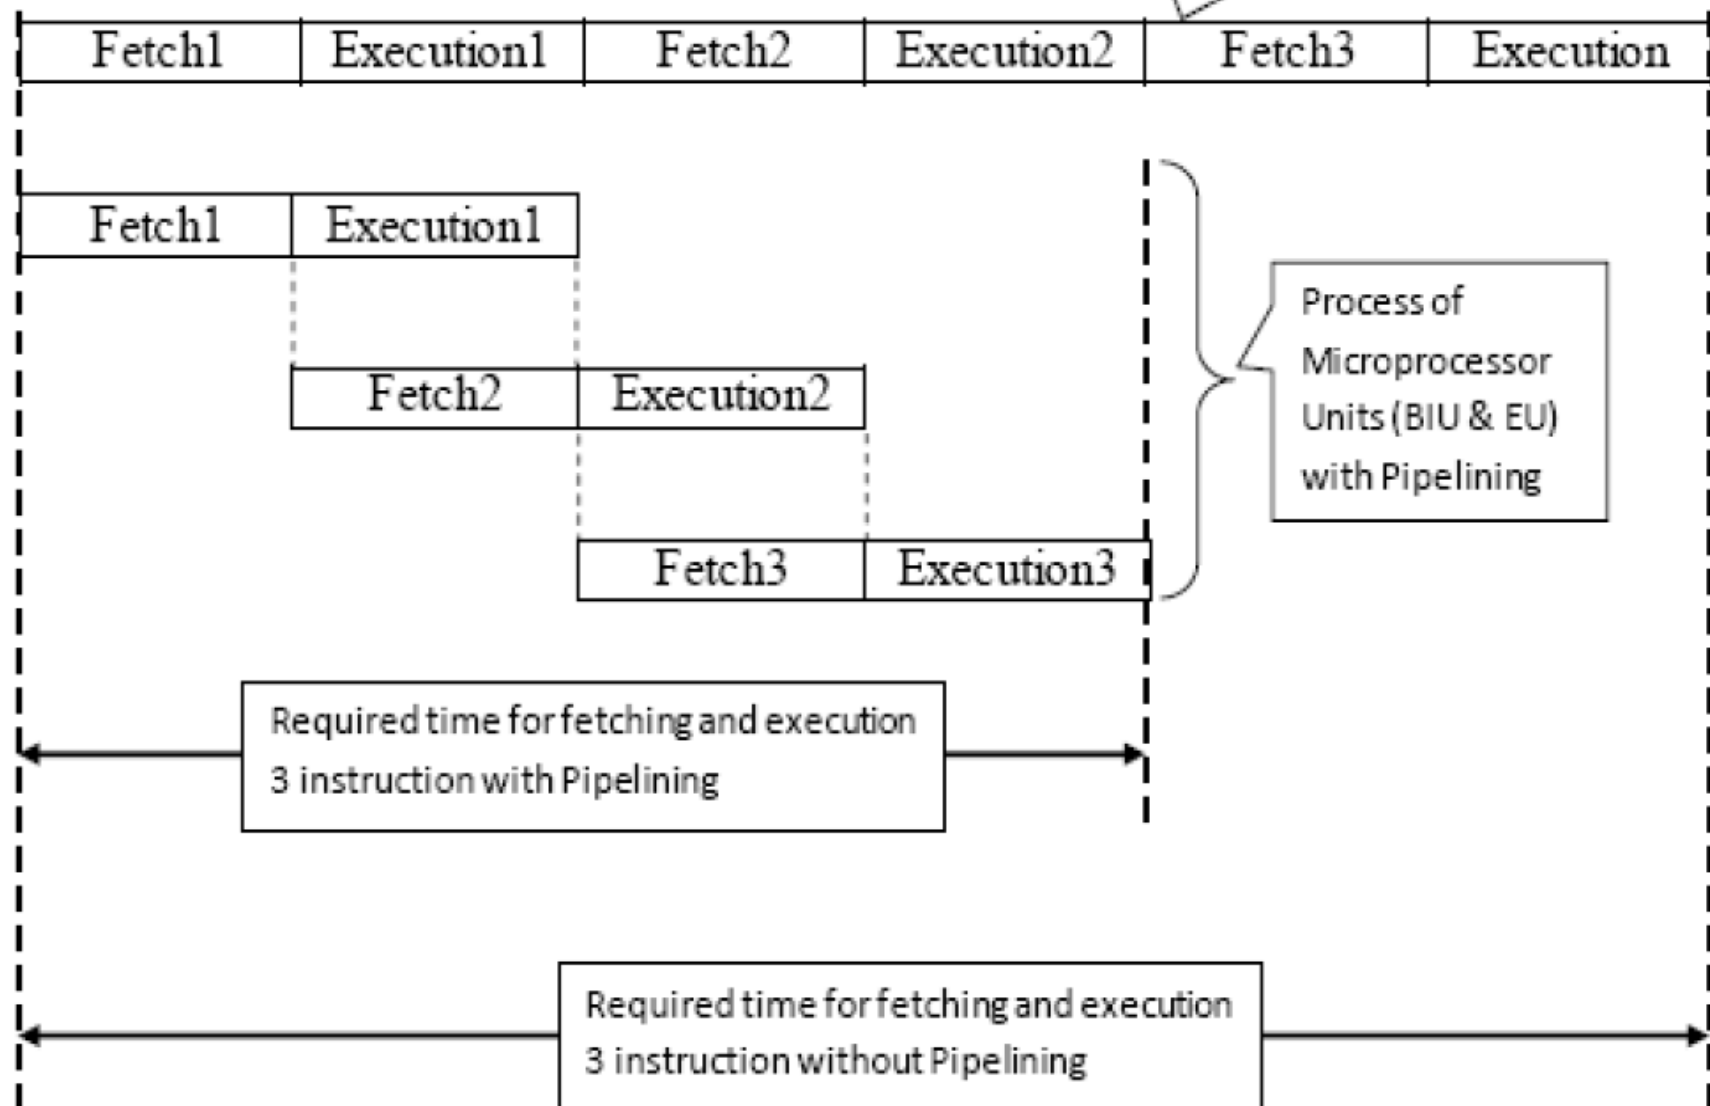 Fetch1 Execution1 Fetch2 Execution2 Fetch3 Execution
Fetch1 Execution1
Fetch2 Execution2
Fetch3 Execution3
Process of
Microprocessor
Units (BIU & EU)
with Pipelining
Required time for fetching and execution
3 instruction with Pipelining
Required time for fetching and execution
3 instruction without Pipelining